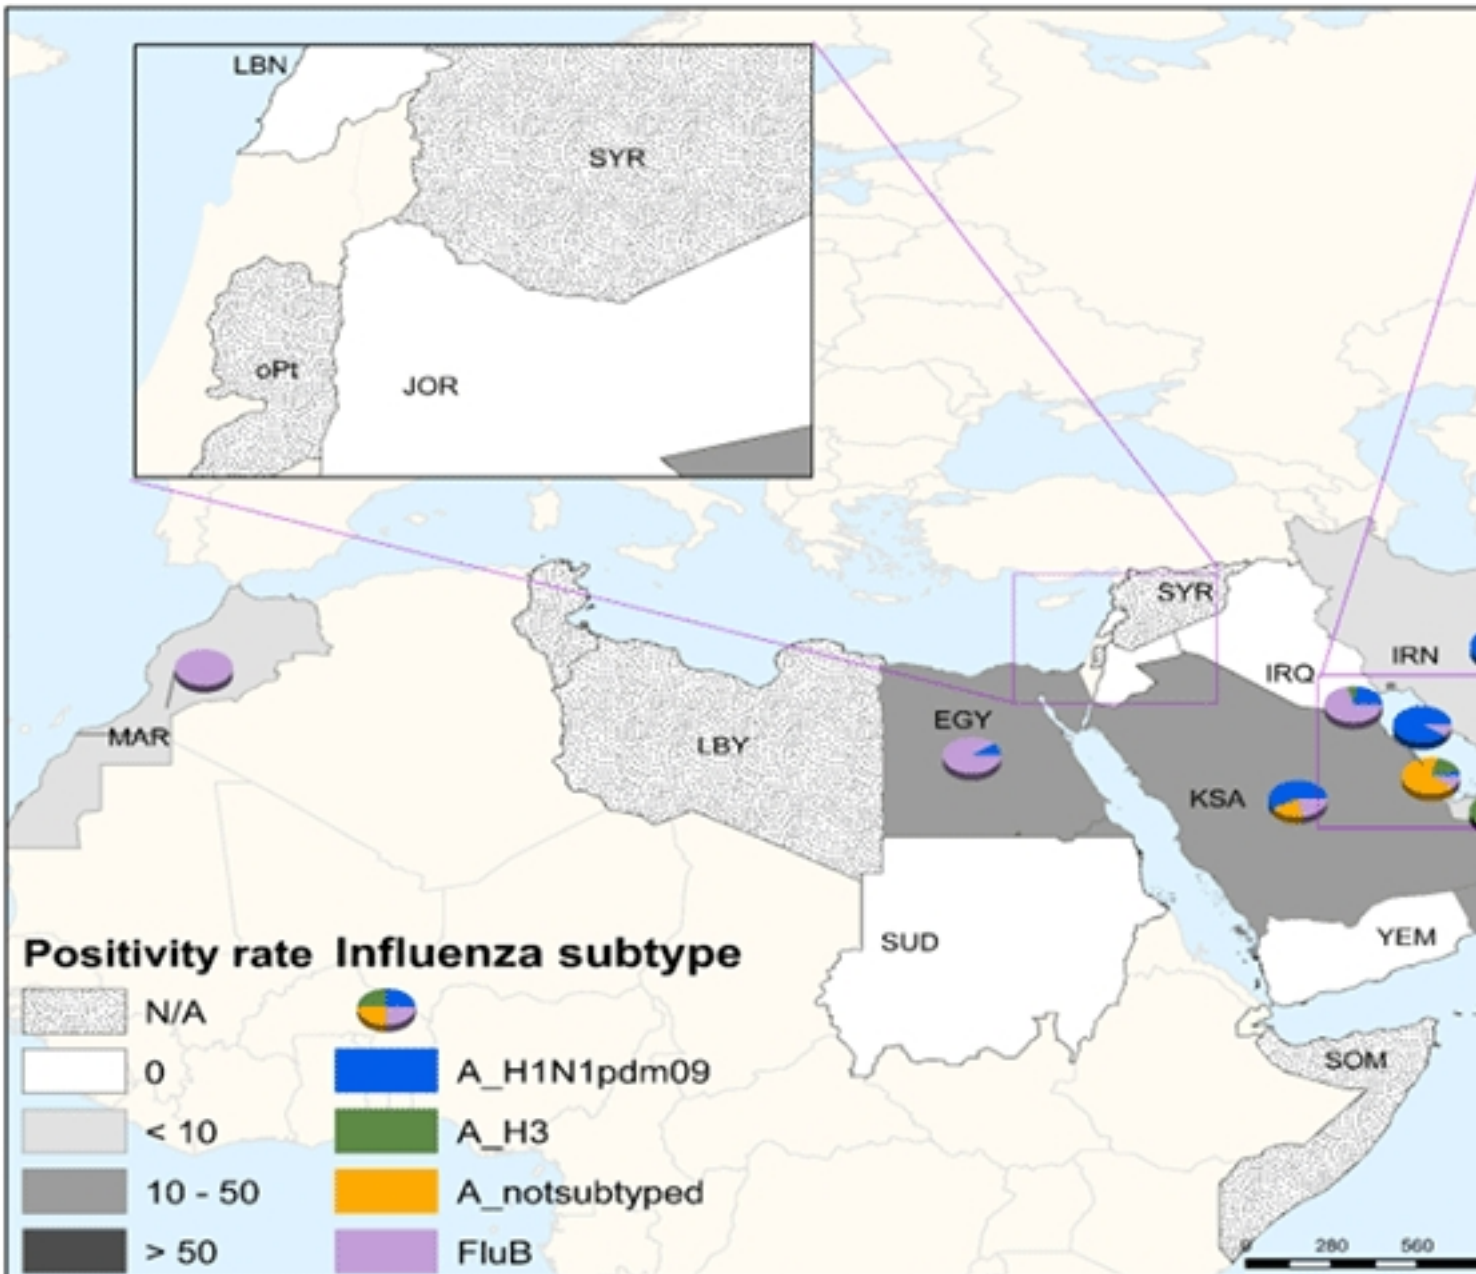 LBN
SYR
oPt
JOR
SYR
IRQ
IRN
MAR
LBY
EGY
KSA
SUD
YEM
SOM
Positivity rate
N/A
0
< 10
10 - 50
> 50
Influenza subtype
A_H1N1pdm09
A_H3
A_notsubtyped
FluB
0 280 560